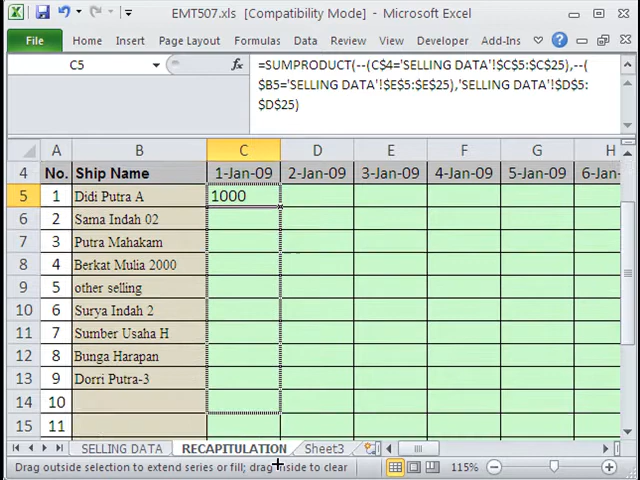 EMT507.xls [Compatibility Mode] - Microsoft Excel
File Home Insert Page Layout Formulas Data Review View Developer Add-Ins
C5 fx =SUMPRODUCT(--(C$4='SELLING DATA'!$C$5:$C$25),--(
$B5='SELLING DATA'!$E$5:$E$25),'SELLING DATA'!$D$5:
$D$25)
A B C D E F G H
4 No. Ship Name 1-Jan-09 2-Jan-09 3-Jan-09 4-Jan-09 5-Jan-09 6-Jan-
5 1 Didi Putra A 1000
6 2 Sama Indah 02
7 3 Putra Mahakam
8 4 Berkat Mulia 2000
9 5 other selling
10 6 Surya Indah 2
11 7 Sumber Usaha H
12 8 Bunga Harapan
13 9 Dorri Putra-3
14 10
15 11
SELLING DATA RECAPITULATION Sheet3
Drag outside selection to extend series or fill; drag inside to clear 115%